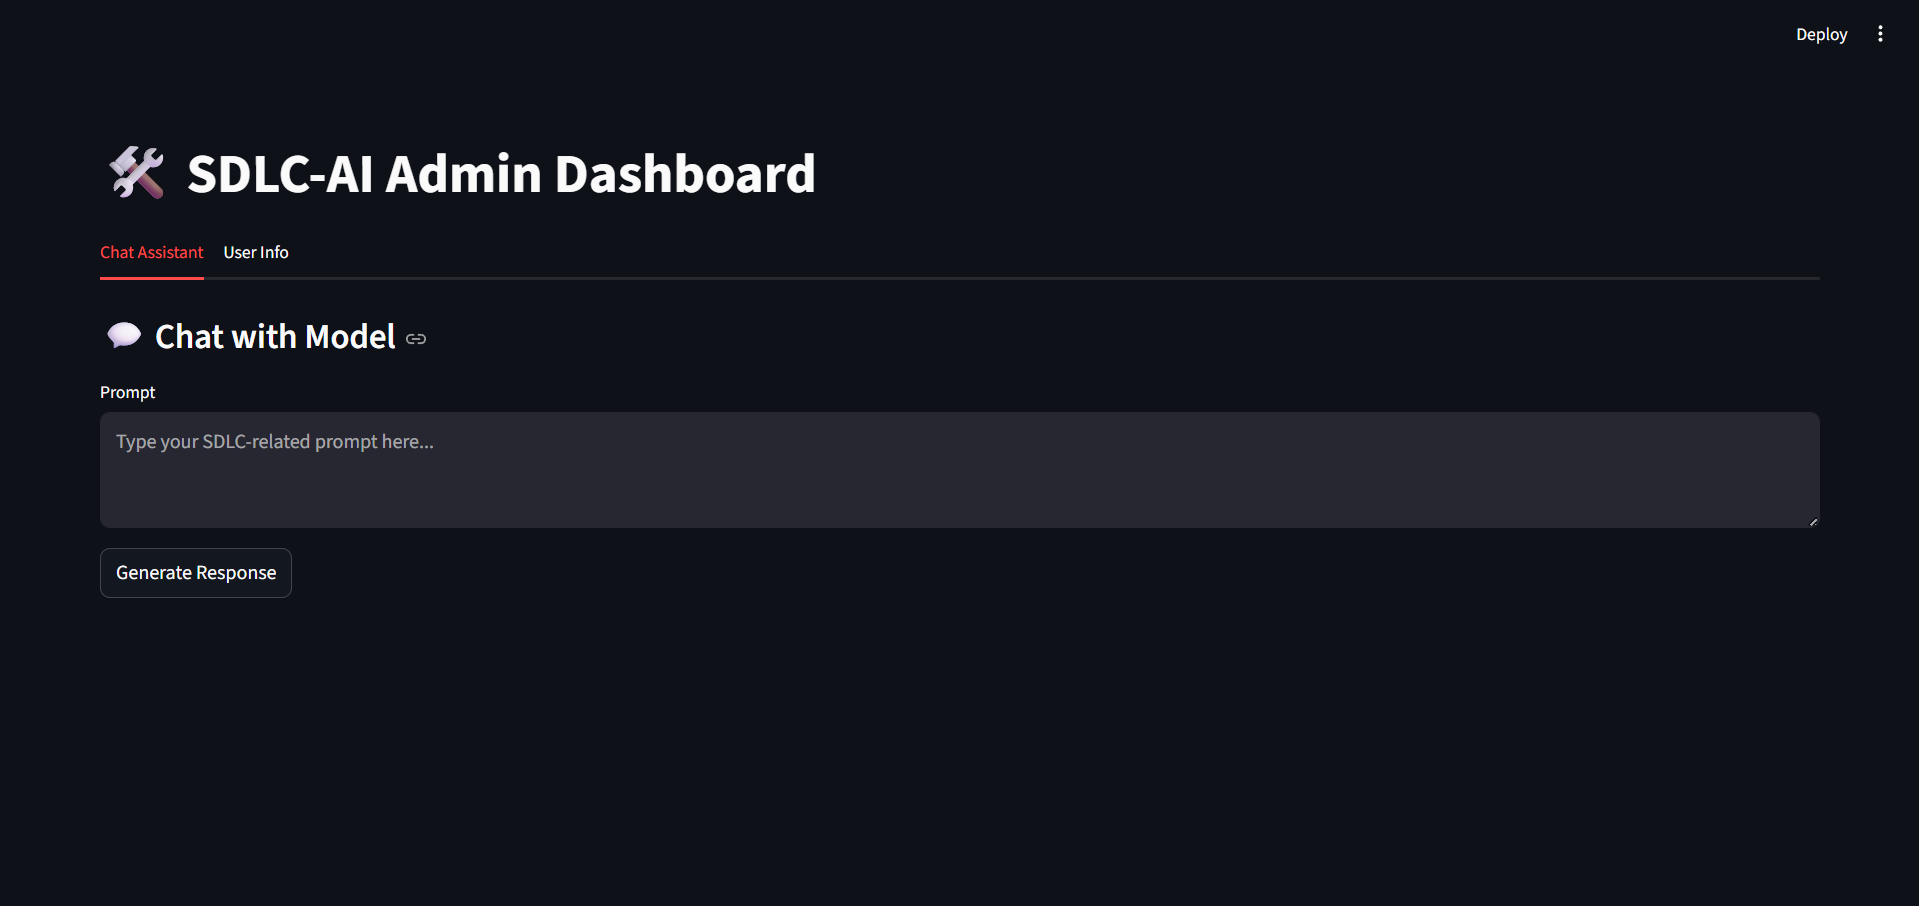 Deploy
SDLC-AI Admin Dashboard
Chat Assistant User Info
Chat with Model
Prompt
Type your SDLC-related prompt here...
Generate Response